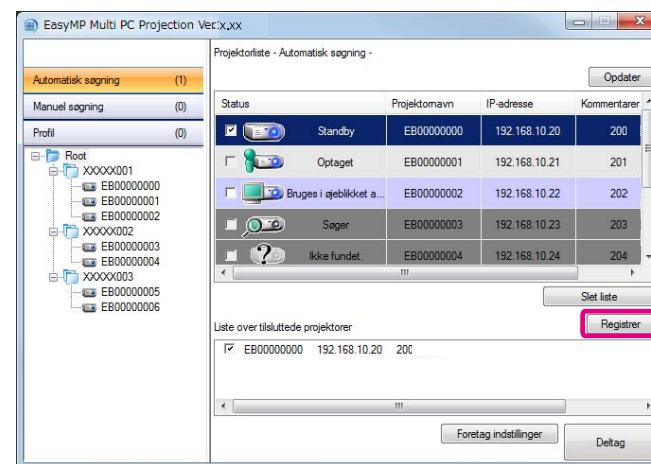 EasyMP Multi PC Projection Ver.x.xx
Projektorliste - Automatisk søgning -
Automatisk søgning (1)
Manuel søgning (0)
Profil (0)
Root
XXXXX001
EB00000000
EB00000001
EB00000002
XXXXX002
EB00000003
EB00000004
XXXXX003
EB00000005
EB00000006
Opdater
Status Projektornavn IP-adresse Kommentarer
Standby EB00000000 192.168.10.20 200
Optaget EB00000001 192.168.10.21 201
Bruges i øjeblikket a... EB00000002 192.168.10.22 202
Søger EB00000003 192.168.10.23 203
Ikke fundet. EB00000004 192.168.10.24 204
Slet liste
Liste over tilsluttede projektorer
Registrer
EB00000000 192.168.10.20 200
Foretag indstillinger
Deltag